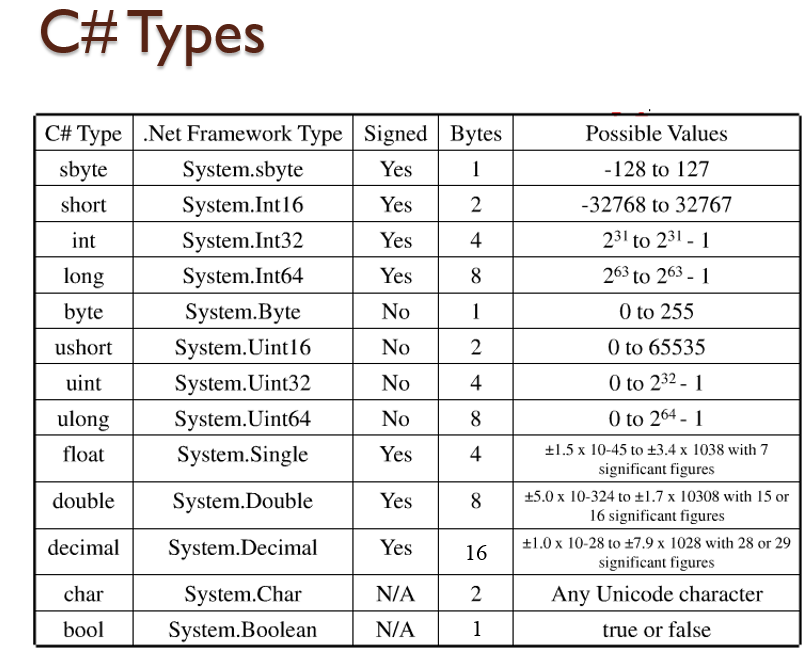 C# Types
C# Type .Net Framework Type Signed Bytes Possible Values
sbyte System.sbyte Yes 1 -128 to 127
short System.Int16 Yes 2 -32768 to 32767
int System.Int32 Yes 4 2³¹ to 2³¹ - 1
long System.Int64 Yes 8 2⁶³ to 2⁶³ - 1
byte System.Byte No 1 0 to 255
ushort System.Uint16 No 2 0 to 65535
uint System.Uint32 No 4 0 to 2³² - 1
ulong System.Uint64 No 8 0 to 2⁶⁴ - 1
float System.Single Yes 4 ±1.5 x 10-45 to ±3.4 x 1038 with 7
significant figures
double System.Double Yes 8 ±5.0 x 10-324 to ±1.7 x 10308 with 15 or
16 significant figures
decimal System.Decimal Yes 16 ±1.0 x 10-28 to ±7.9 x 1028 with 28 or 29
significant figures
char System.Char N/A 2 Any Unicode character
bool System.Boolean N/A 1 true or false